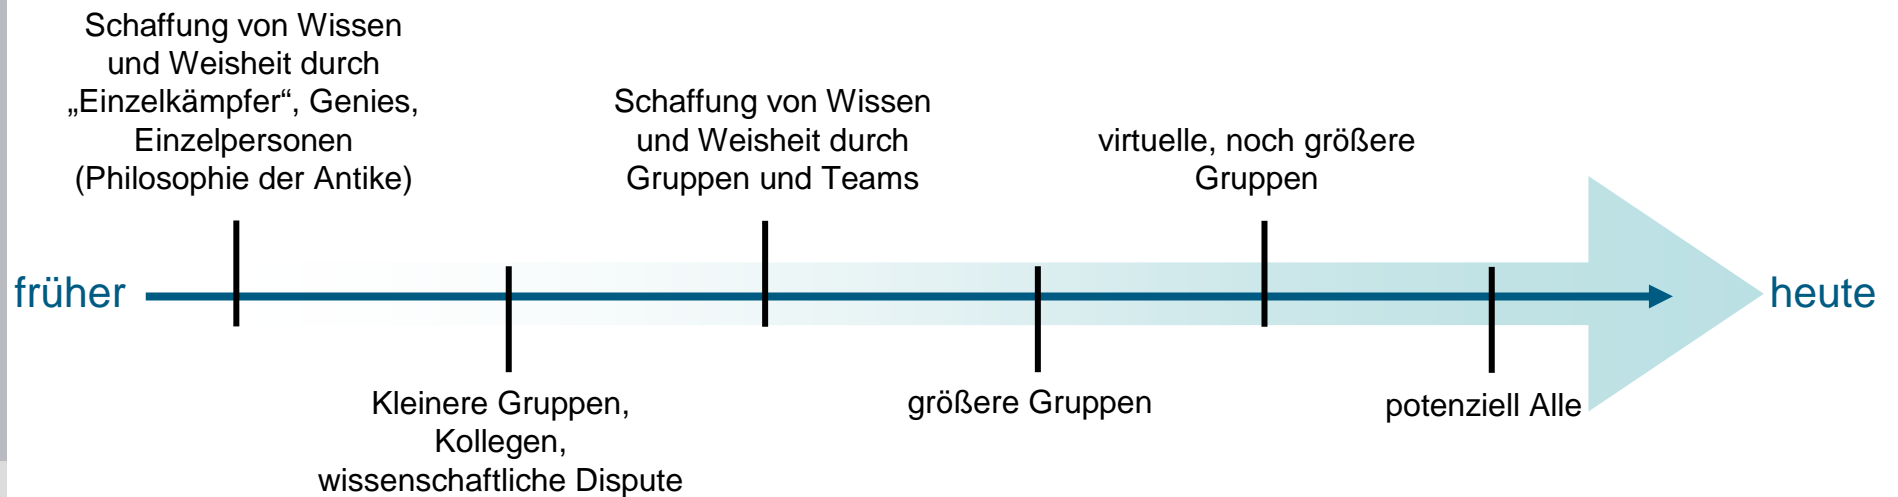 Schaffung von Wissen
und Weisheit durch
„Einzelkämpfer“, Genies,
Einzelpersonen
(Philosophie der Antike)
Schaffung von Wissen
und Weisheit durch
Gruppen und Teams
virtuelle, noch größere
Gruppen
früher
heute
Kleinere Gruppen,
Kollegen,
wissenschaftliche Dispute
größere Gruppen
potenziell Alle